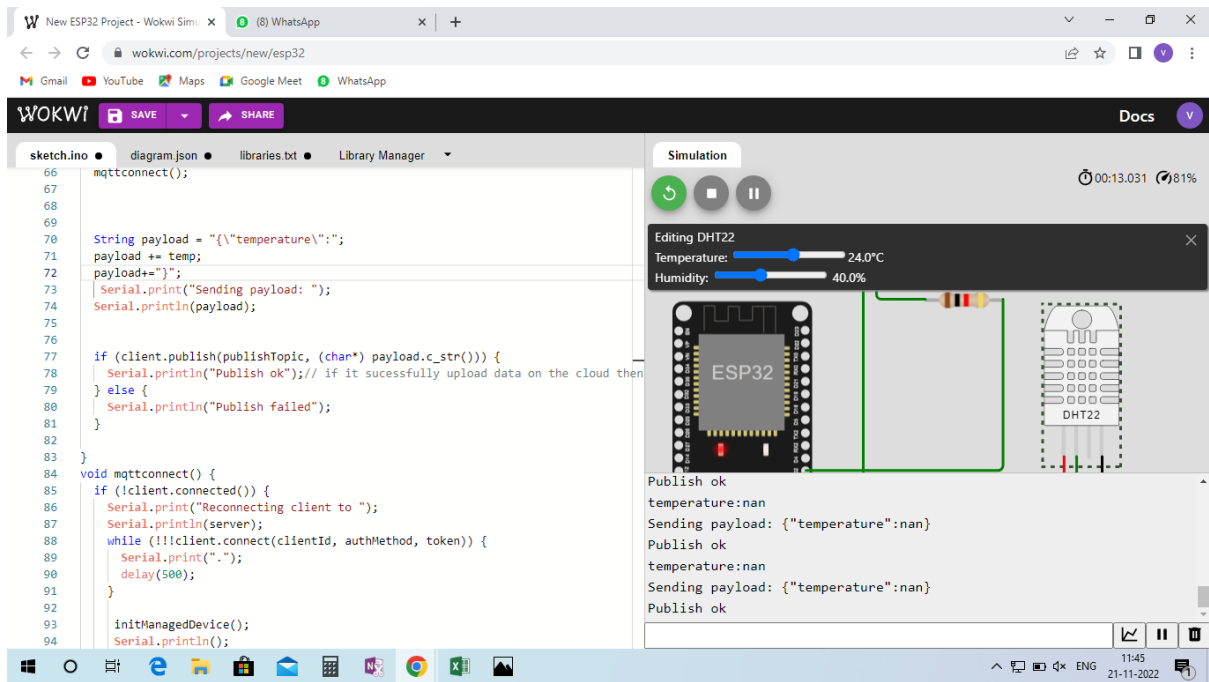 New ESP32 Project - Wokwi Simu
(8) WhatsApp
wokwi.com/projects/new/esp32
V
Gmail YouTube Maps Google Meet WhatsApp
WOKWI SAVE SHARE Docs V
sketch.ino ● diagram.json ● libraries.txt ● Library Manager
66 mqttconnect();
67
68
69
70 String payload = "{\"temperature\":";
71 payload += temp;
72 payload+="}";
73 Serial.print("Sending payload: ");
74 Serial.println(payload);
75
76
77 if (client.publish(publishTopic, (char*) payload.c_str())) {
78 Serial.println("Publish ok");// if it sucessfully upload data on the cloud then
79 } else {
80 Serial.println("Publish failed");
81 }
82
83 }
84 void mqttconnect() {
85 if (!client.connected()) {
86 Serial.print("Reconnecting client to ");
87 Serial.println(server);
88 while (!!!client.connect(clientId, authMethod, token)) {
89 Serial.print(".");
90 delay(500);
91 }
92
93 initManagedDevice();
94 Serial.println();
Simulation
00:13.031 81%
Editing DHT22
Temperature: 24.0°C
Humidity: 40.0%
ESP32
DHT22
Publish ok
temperature:nan
Sending payload: {"temperature":nan}
Publish ok
temperature:nan
Sending payload: {"temperature":nan}
Publish ok
ENG
11:45
21-11-2022
1